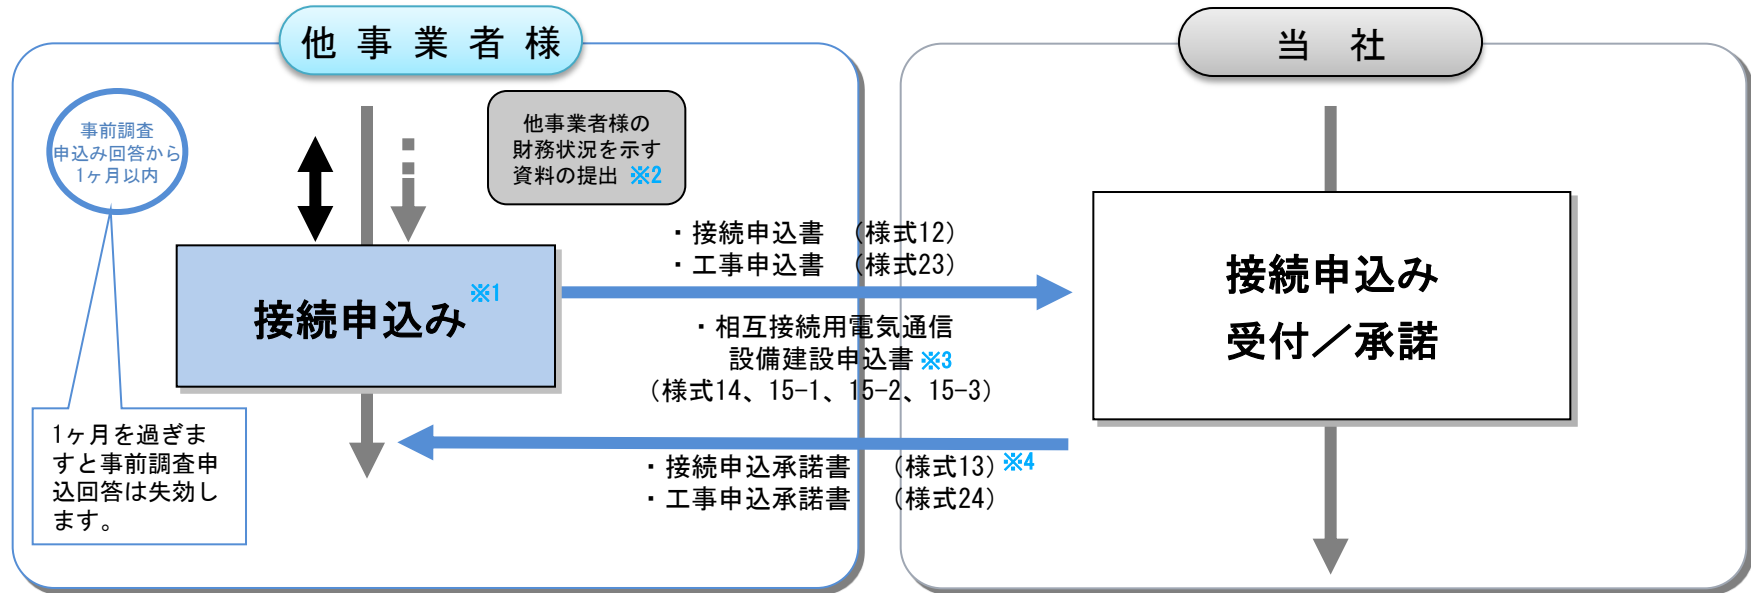 他事業者様
当 社
事前調査
申込み回答から
1ヶ月以内
他事業者様の
財務状況を示す
資料の提出 ※2
接続申込み ※1
1ヶ月を過ぎま
すと事前調査申
込回答は失効し
ます。
・接続申込書 (様式12)
・工事申込書 (様式23)
・相互接続用電気通信
設備建設申込書 ※3
(様式14、15-1、15-2、15-3)
・接続申込承諾書 (様式13) ※4
・工事申込承諾書 (様式24)
接続申込み
受付／承諾